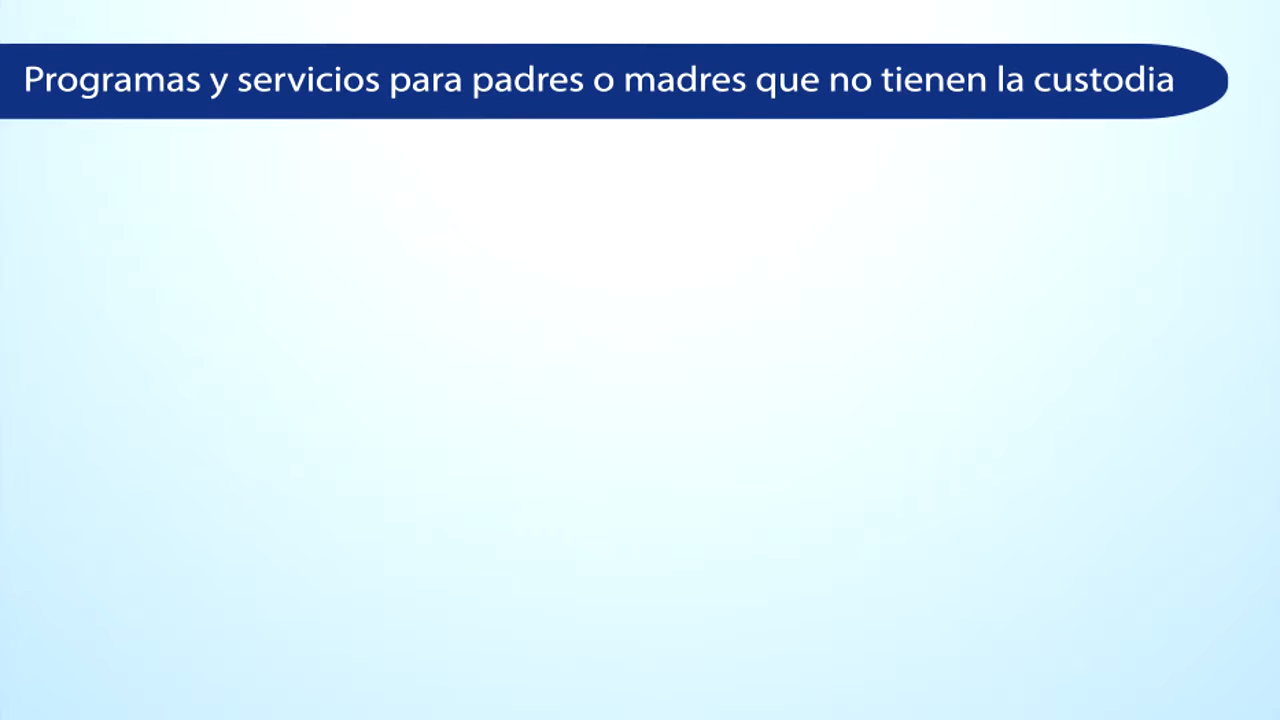 Programas y servicios para padres o madres que no tienen la custodia